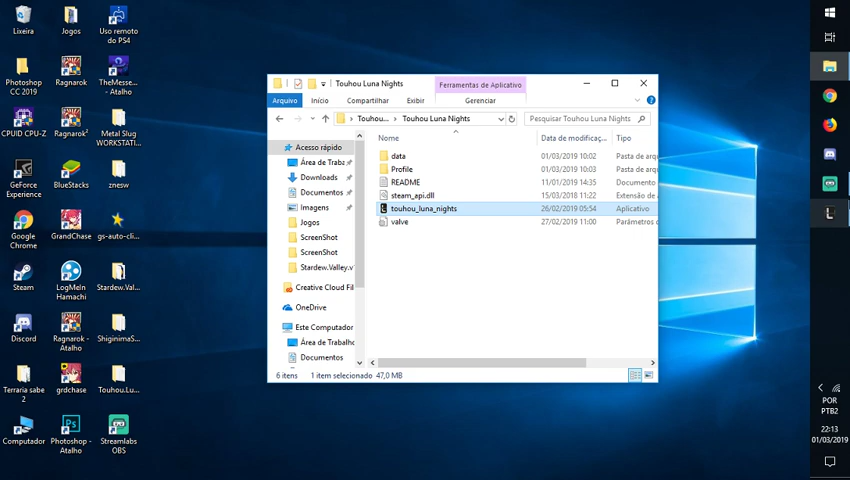 Lixeira
Jogos
Uso remoto
do PS4
Photoshop
CC 2019
Ragnarok
TheMesse...
- Atalho
CPUID CPU-Z
Ragnarok²
Metal Slug
WORKSTATI...
GeForce
Experience
BlueStacks
znesw
Google
Chrome
GrandChase
gs-auto-cli...
Steam
LogMeIn
Hamachi
Stardew.Val...
Discord
Ragnarok -
Atalho
ShiginimaS...
Terraria sabe
2
grdchase
Touhou.Lu...
Computador
Photoshop -
Atalho
Streamlabs
OBS
Touhou Luna Nights
Ferramentas de Aplicativo
Arquivo
Início
Compartilhar
Exibir
Gerenciar
Touhou...
Touhou Luna Nights
Pesquisar Touhou Luna Nights
Nome
Data de modificaç...
Tipo
data 01/03/2019 10:02 Pasta de arqu
Profile 01/03/2019 10:03 Pasta de arqu
README 11/01/2019 14:35 Documento
steam_api.dll 15/03/2018 11:22 Extensão de
touhou_luna_nights 26/02/2019 05:54 Aplicativo
valve 27/02/2019 11:00 Parâmetros d
Acesso rápido
Área de Traba
Downloads
Documentos
Imagens
Jogos
ScreenShot
ScreenShot
Stardew.Valley.v
Creative Cloud Fil
OneDrive
Este Computador
Área de Trabalho
Documentos
6 itens
1 item selecionado 47,0 MB
POR
PTB2
22:13
01/03/2019